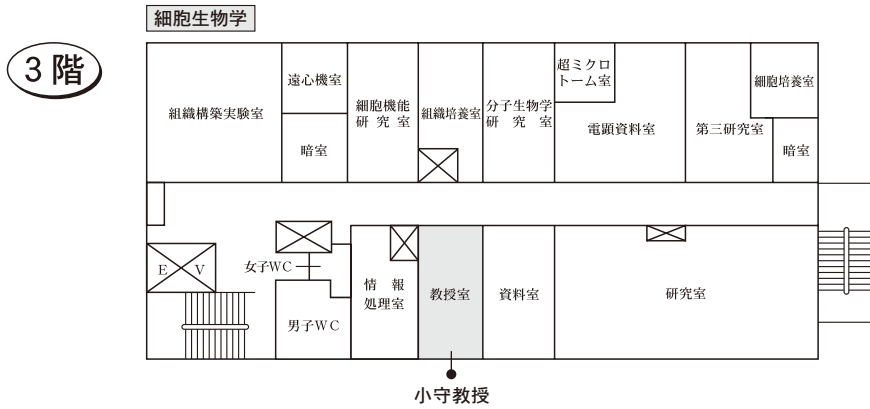 細胞生物学
3階
組織構築実験室
遠心機室
暗室
細胞機能
研究室
組織培養室
分子生物学
研究室
超ミクロ
トーム室
電顕資料室
第三研究室
細胞培養室
暗室
EV
女子WC
男子WC
情報
処理室
教授室
資料室
研究室
小守教授